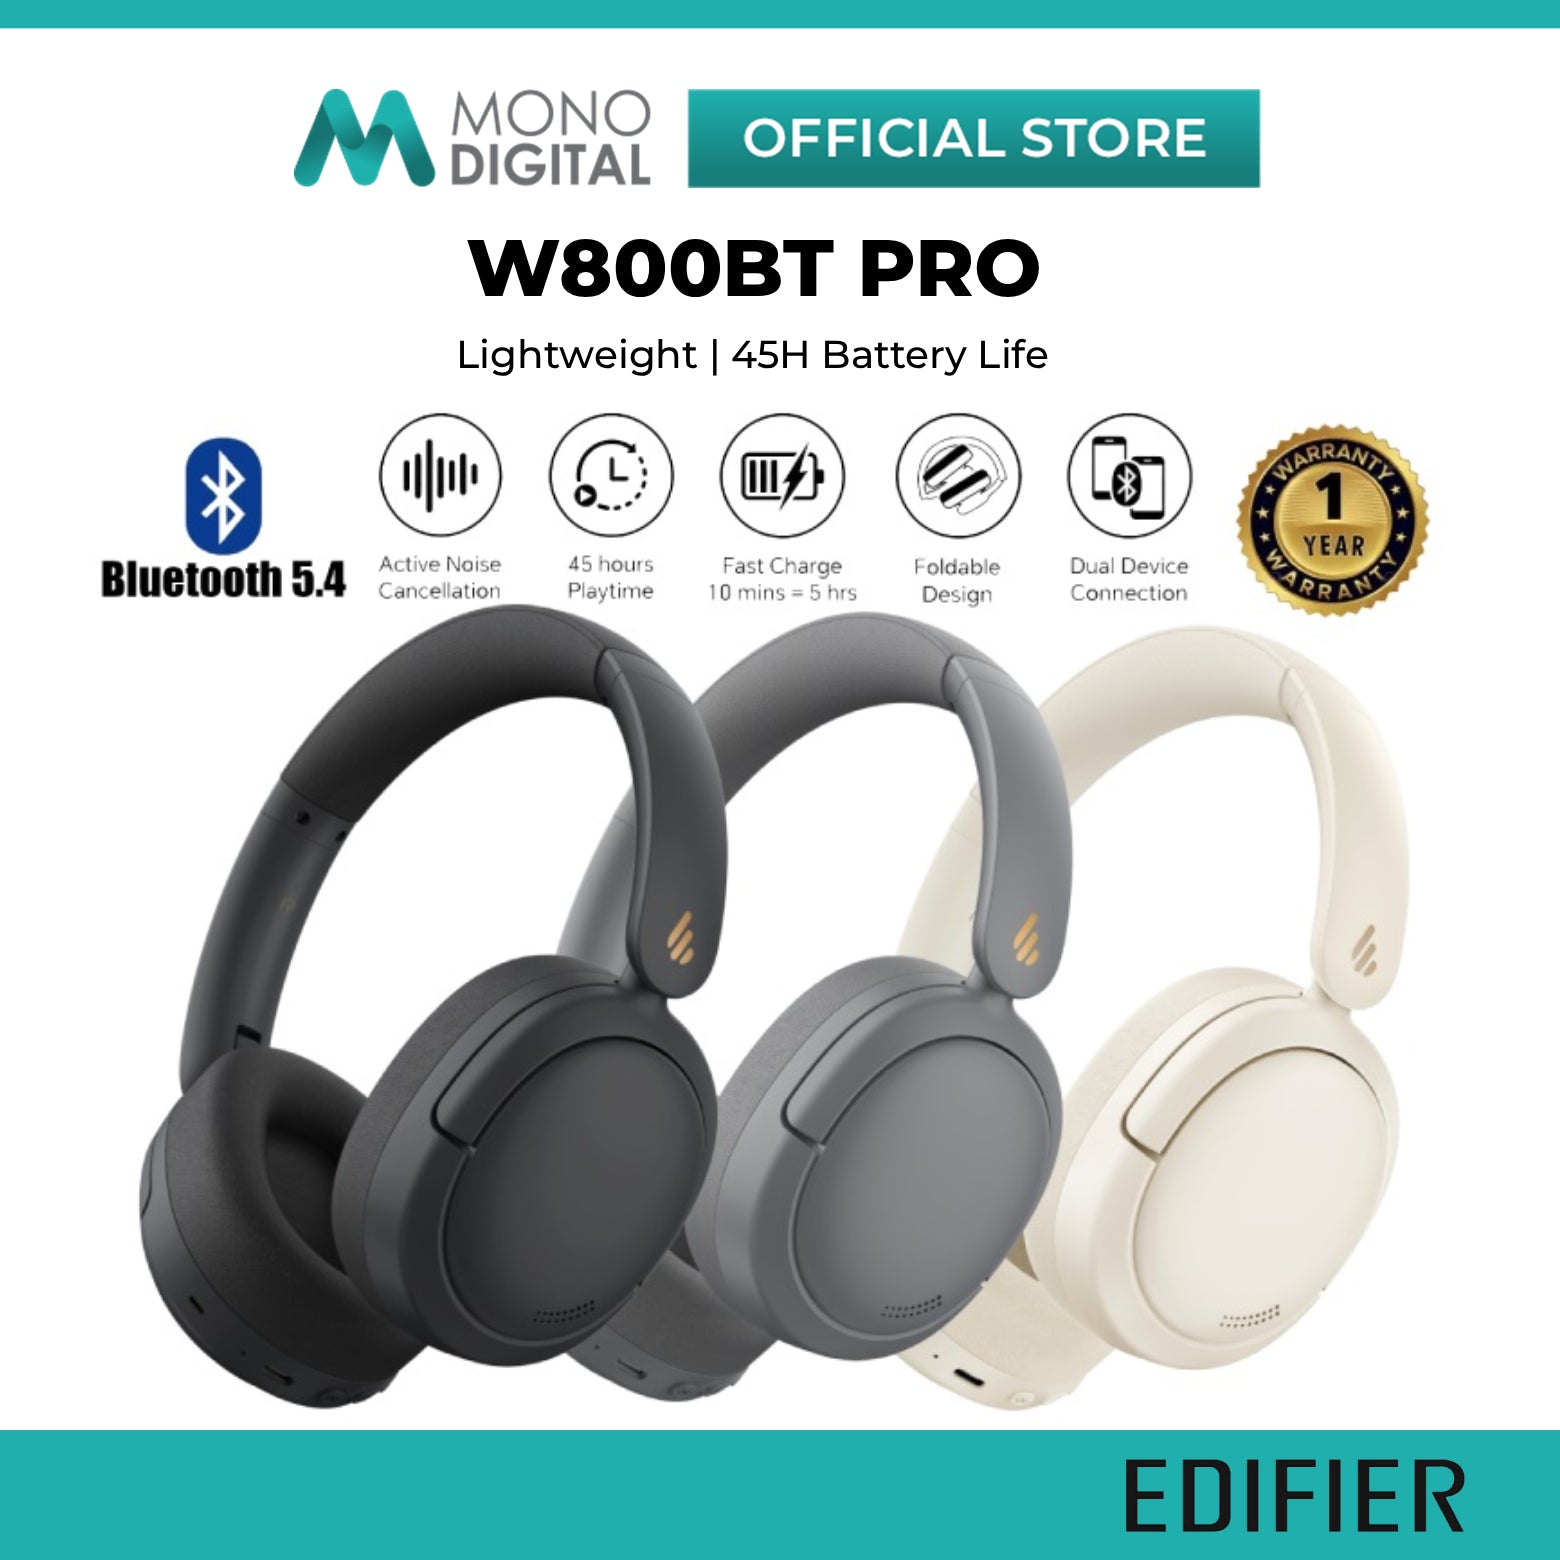 MONO
DIGITAL
OFFICIAL STORE
W800BT PRO
Lightweight | 45H Battery Life
Bluetooth 5.4
Active Noise
Cancellation
45 hours
Playtime
Fast Charge
10 mins = 5 hrs
Foldable
Design
Dual Device
Connection
WARRANTY
1
YEAR
WARRANTY
R
EDIFIER